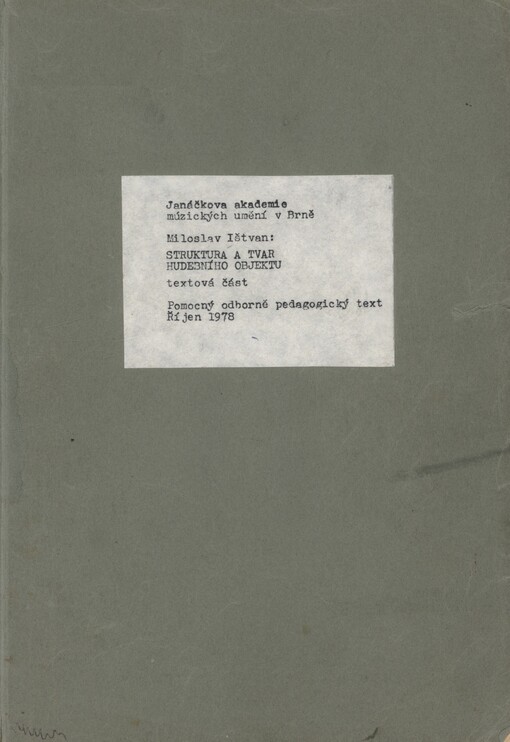 Janáčkova akademie
múzických umění v Brně
Miloslav Ištvan:
STRUKTURA A TVAR
HUDEBNÍHO OBJEKTU
textová část
Pomocný odborně pedagogický text
Říjen 1978